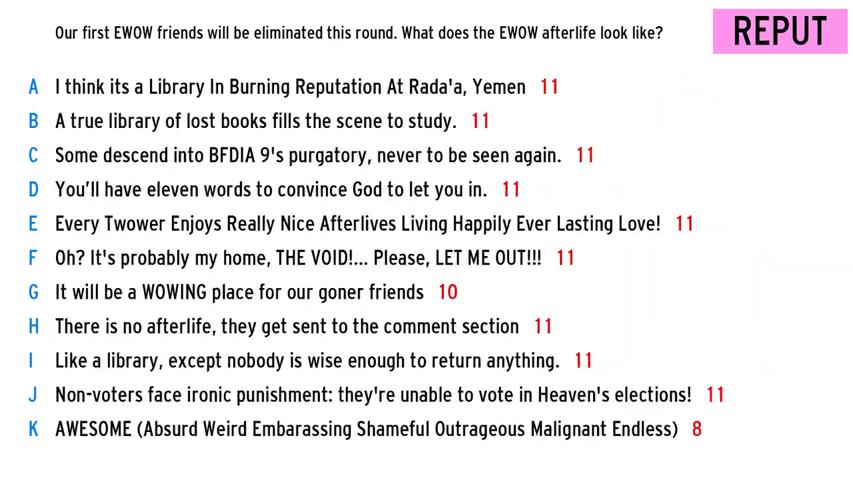 Our first EWOW friends will be eliminated this round. What does the EWOW afterlife look like?
REPUT
A I think its a Library In Burning Reputation At Rada'a, Yemen 11
B A true library of lost books fills the scene to study. 11
C Some descend into BFDIA 9's purgatory, never to be seen again. 11
D You'll have eleven words to convince God to let you in. 11
E Every Twower Enjoys Really Nice Afterlives Living Happily Ever Lasting Love! 11
F Oh? It's probably my home, THE VOID!... Please, LET ME OUT!!! 11
G It will be a WOWING place for our goner friends 10
H There is no afterlife, they get sent to the comment section 11
I Like a library, except nobody is wise enough to return anything. 11
J Non-voters face ironic punishment: they're unable to vote in Heaven's elections! 11
K AWESOME (Absurd Weird Embarassing Shameful Outrageous Malignant Endless) 8